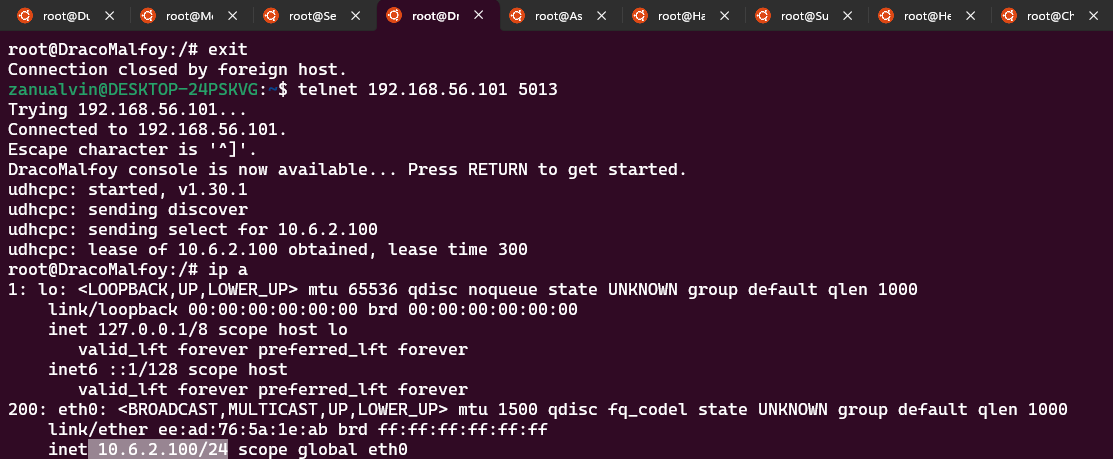 root@Du root@Mo root@Se root@Dr root@As root@Ha root@Su root@He root@Ch
root@DracoMalfoy:/# exit
Connection closed by foreign host.
zanualvin@DESKTOP-24PSKVG:~$ telnet 192.168.56.101 5013
Trying 192.168.56.101...
Connected to 192.168.56.101.
Escape character is '^]'.
DracoMalfoy console is now available... Press RETURN to get started.
udhcpc: started, v1.30.1
udhcpc: sending discover
udhcpc: sending select for 10.6.2.100
udhcpc: lease of 10.6.2.100 obtained, lease time 300
root@DracoMalfoy:/# ip a
1: lo: <LOOPBACK,UP,LOWER_UP> mtu 65536 qdisc noqueue state UNKNOWN group default qlen 1000
    link/loopback 00:00:00:00:00:00 brd 00:00:00:00:00:00
    inet 127.0.0.1/8 scope host lo
       valid_lft forever preferred_lft forever
    inet6 ::1/128 scope host
       valid_lft forever preferred_lft forever
200: eth0: <BROADCAST,MULTICAST,UP,LOWER_UP> mtu 1500 qdisc fq_codel state UNKNOWN group default qlen 1000
    link/ether ee:ad:76:5a:1e:ab brd ff:ff:ff:ff:ff:ff
    inet 10.6.2.100/24 scope global eth0